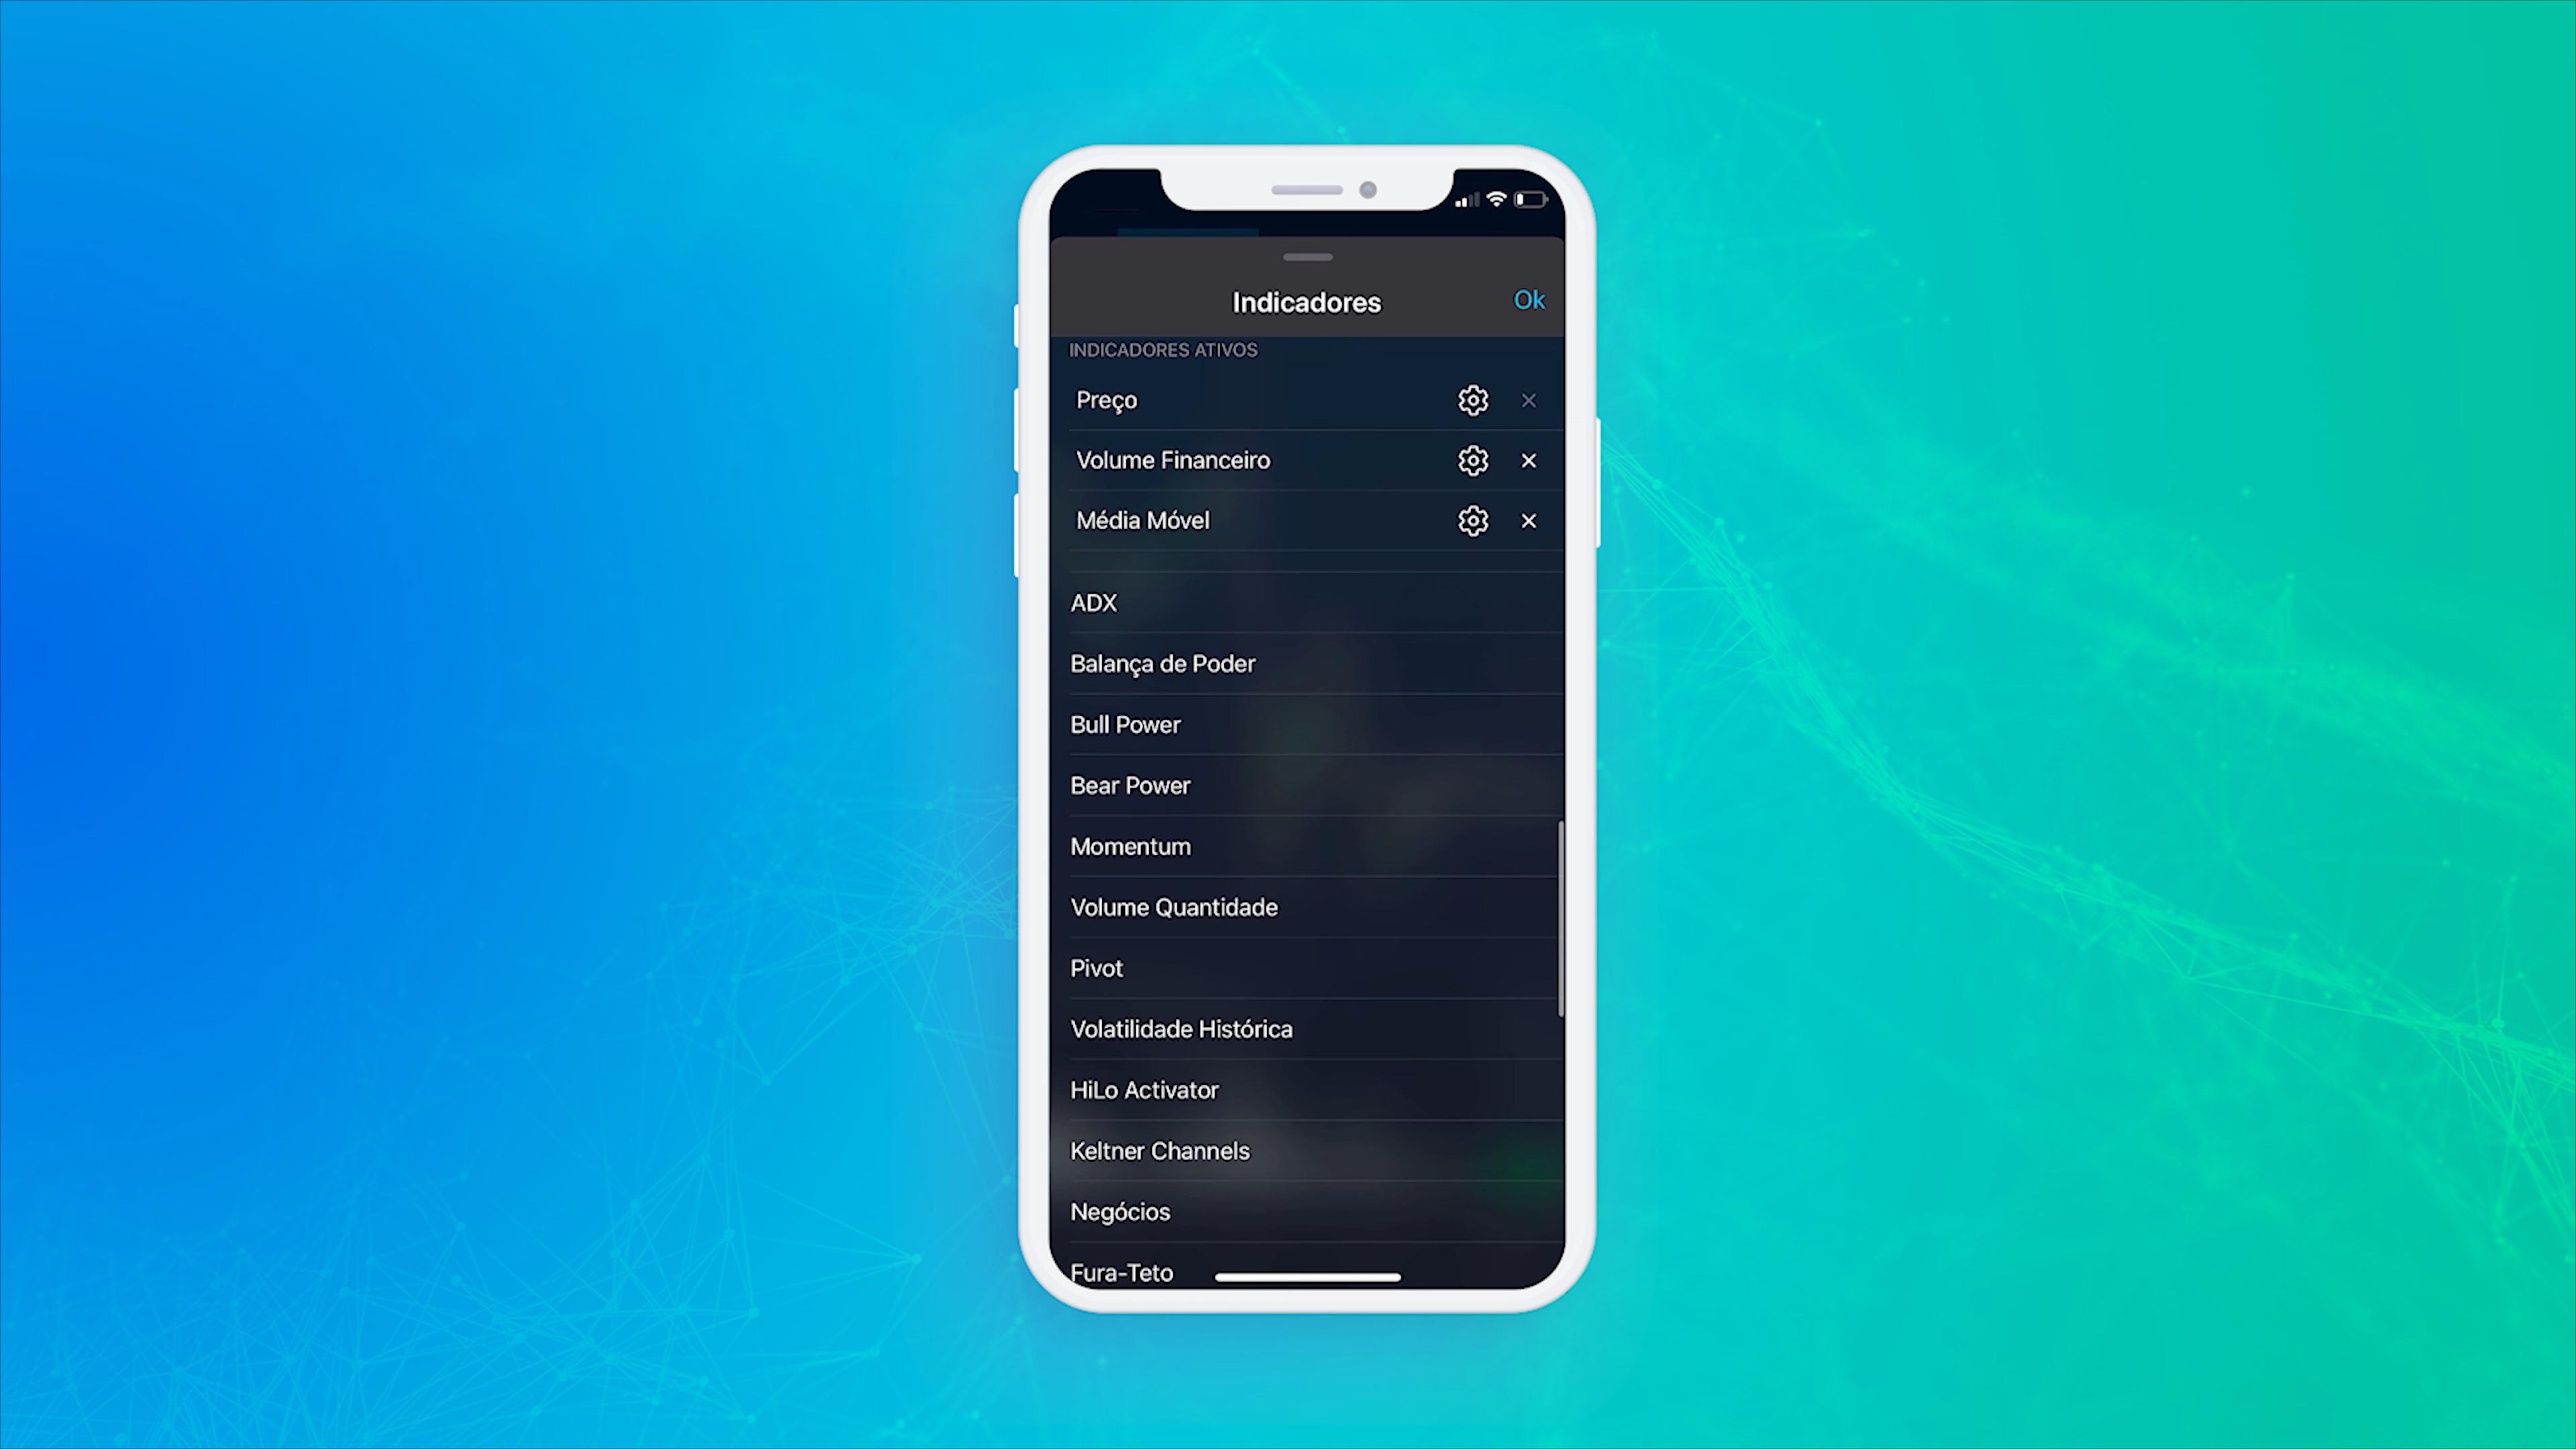 Indicadores
Ok
INDICADORES ATIVOS
Preço
Volume Financeiro
Média Móvel
ADX
Balança de Poder
Bull Power
Bear Power
Momentum
Volume Quantidade
Pivot
Volatilidade Histórica
HiLo Activator
Keltner Channels
Negócios
Fura-Teto